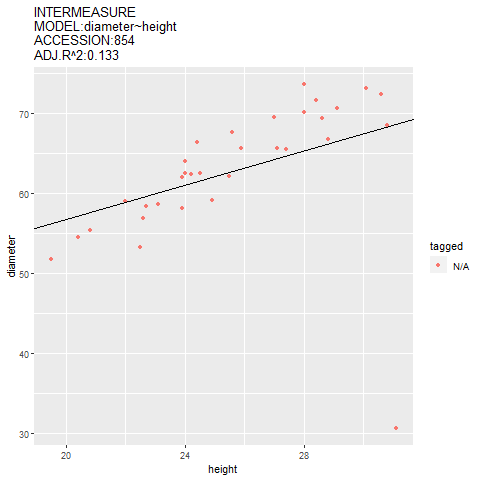 INTERMEASURE
MODEL:diameter~height
ACCESSION:854
ADJ.R^2:0.133
70
60
50
40
30
diameter
20
24
28
height
tagged
N/A